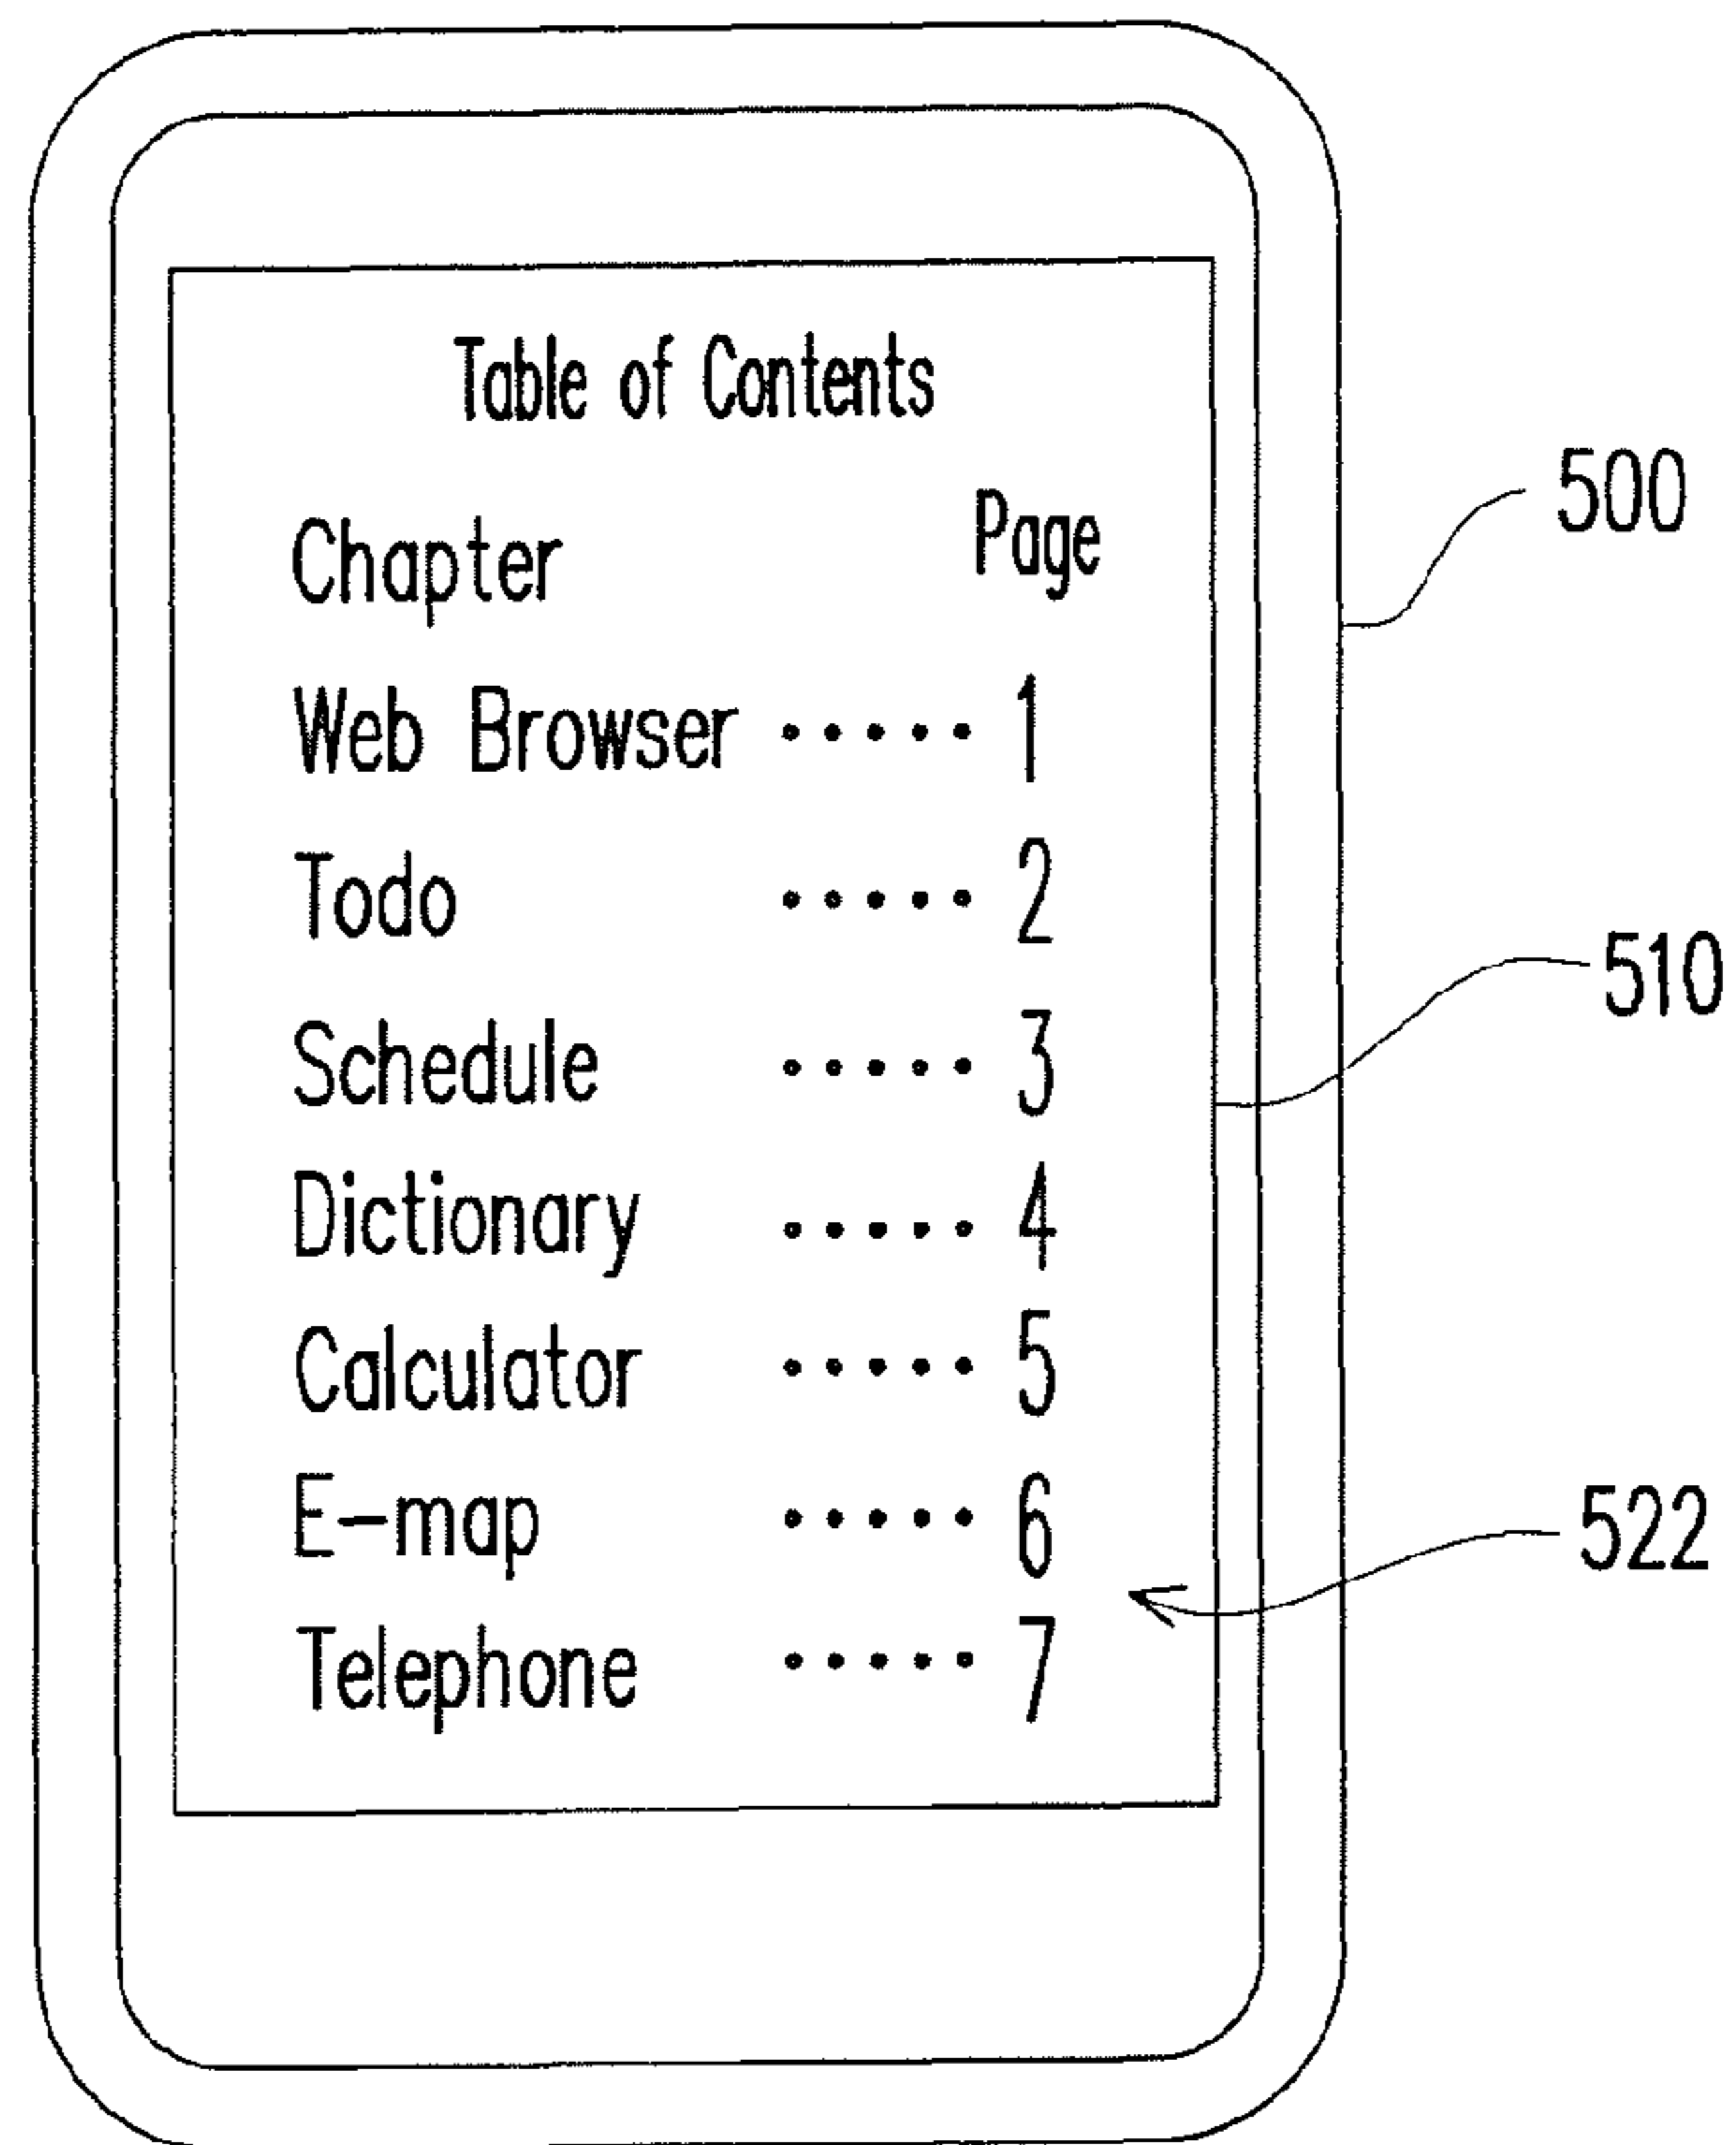 Table of Contents
Chapter Page
Web Browser ..... 1
Todo ..... 2
Schedule ..... 3
Dictionary ..... 4
Calculator ..... 5
E-map ..... 6
Telephone ..... 7
500
510
522